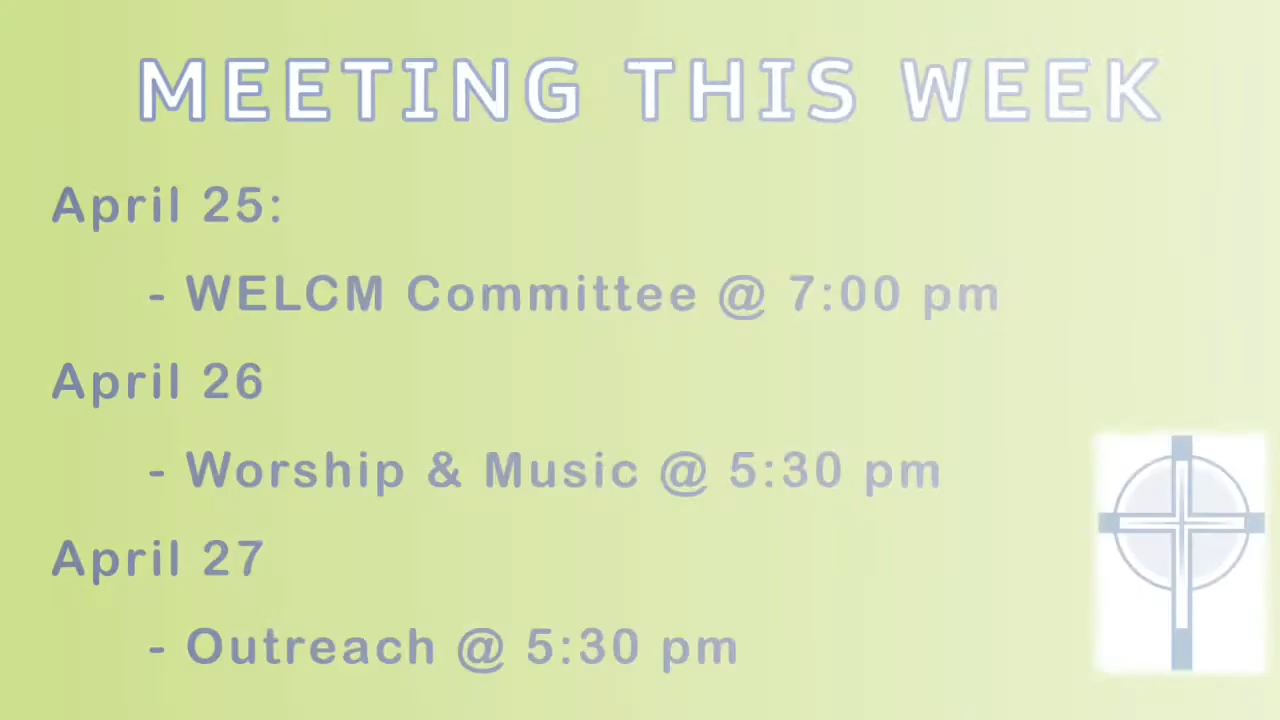 MEETING THIS WEEK
April 25:
- WELCM Committee @ 7:00 pm
April 26
- Worship & Music @ 5:30 pm
April 27
- Outreach @ 5:30 pm